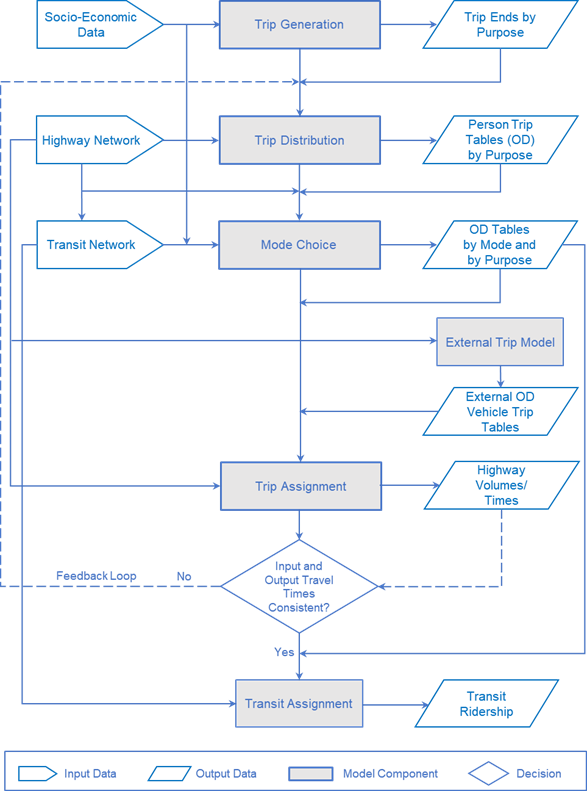 Socio-Economic
Data
Trip Generation
Trip Ends by
Purpose
Highway Network
Trip Distribution
Person Trip
Tables (OD)
by Purpose
Transit Network
Mode Choice
OD Tables
by Mode and
by Purpose
External Trip Model
External OD
Vehicle Trip
Tables
Trip Assignment
Highway
Volumes/
Times
Feedback Loop
No
Input and
Output Travel
Times
Consistent?
Yes
Transit Assignment
Transit
Ridership
Input Data
Output Data
Model Component
Decision